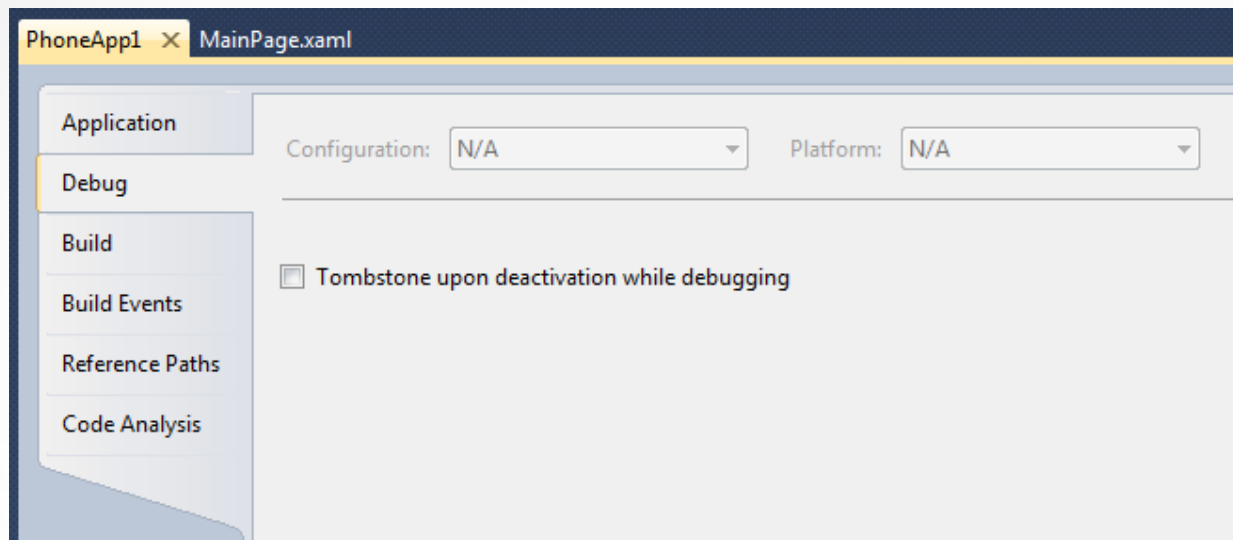 PhoneApp1 MainPage.xaml
Application
Configuration: N/A Platform: N/A
Debug
Build
Tombstone upon deactivation while debugging
Build Events
Reference Paths
Code Analysis